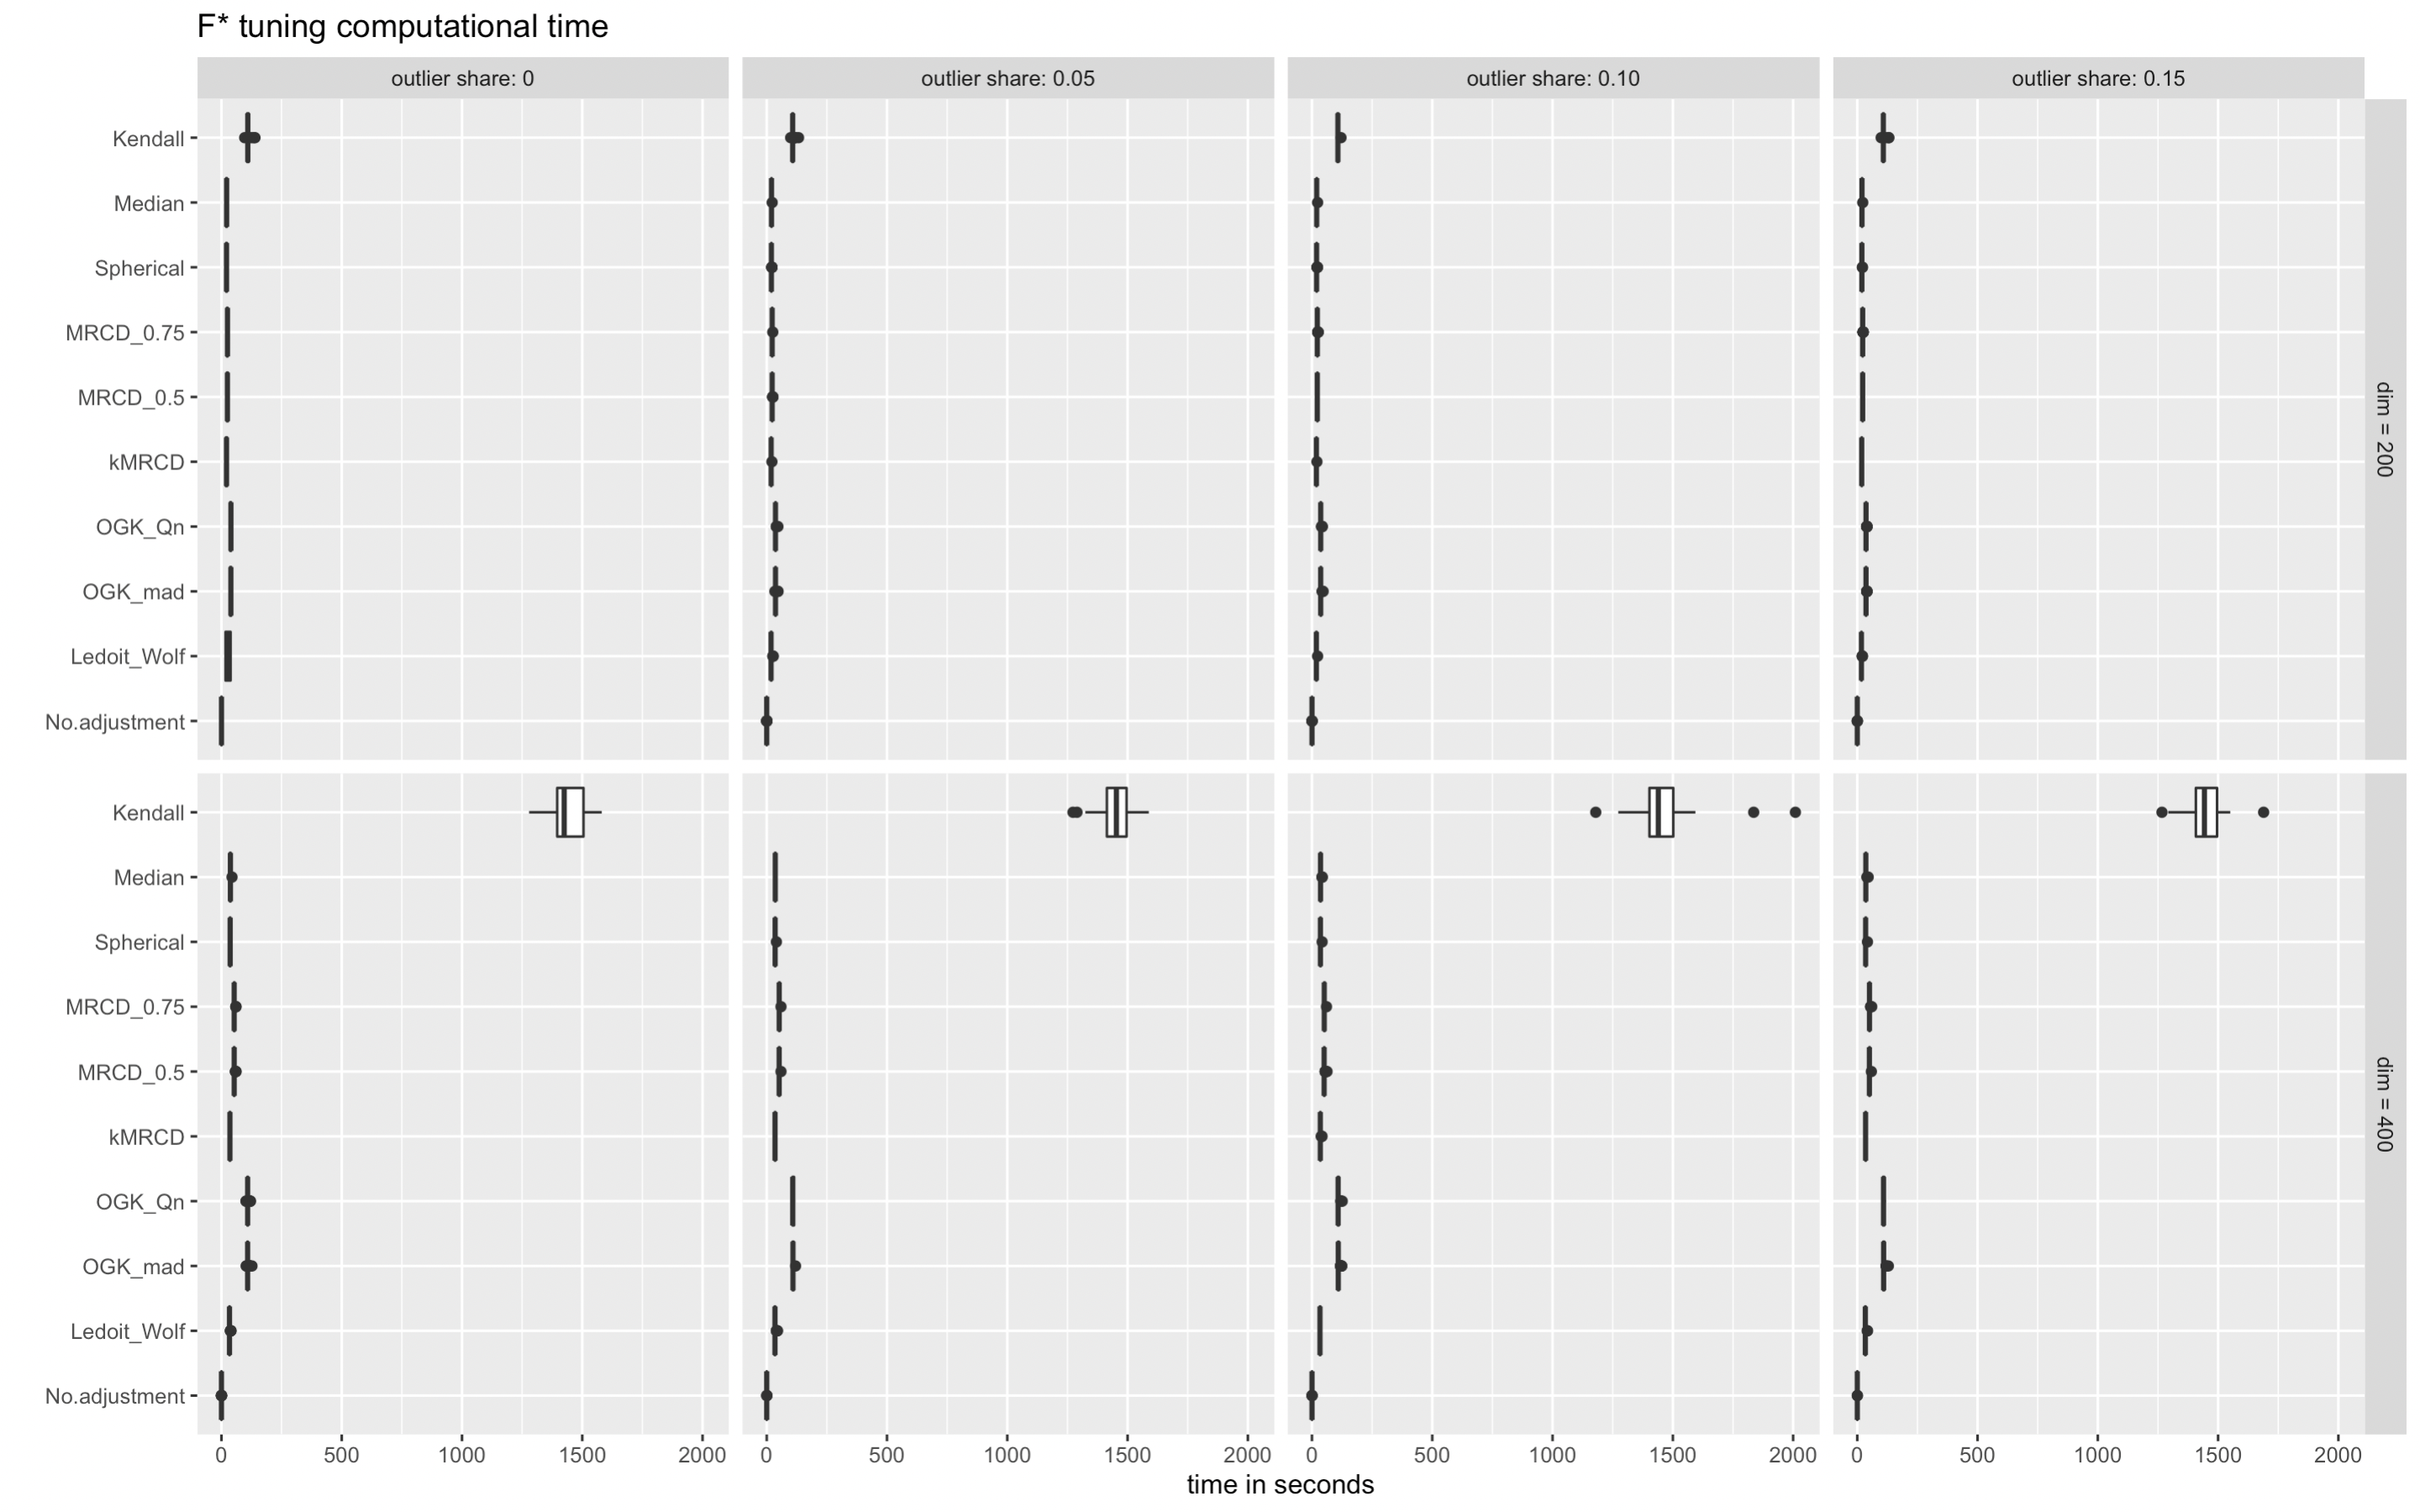 F* tuning computational time
outlier share: 0
outlier share: 0.05
outlier share: 0.10
outlier share: 0.15
Kendall
Median
Spherical
MRCD_0.75
MRCD_0.5
kMRCD
OGK_Qn
OGK_mad
Ledoit_Wolf
No.adjustment
dim = 200
Kendall
Median
Spherical
MRCD_0.75
MRCD_0.5
kMRCD
OGK_Qn
OGK_mad
Ledoit_Wolf
No.adjustment
dim = 400
0 500 1000 1500 2000
0 500 1000 1500 2000
0 500 1000 1500 2000
0 500 1000 1500 2000
time in seconds